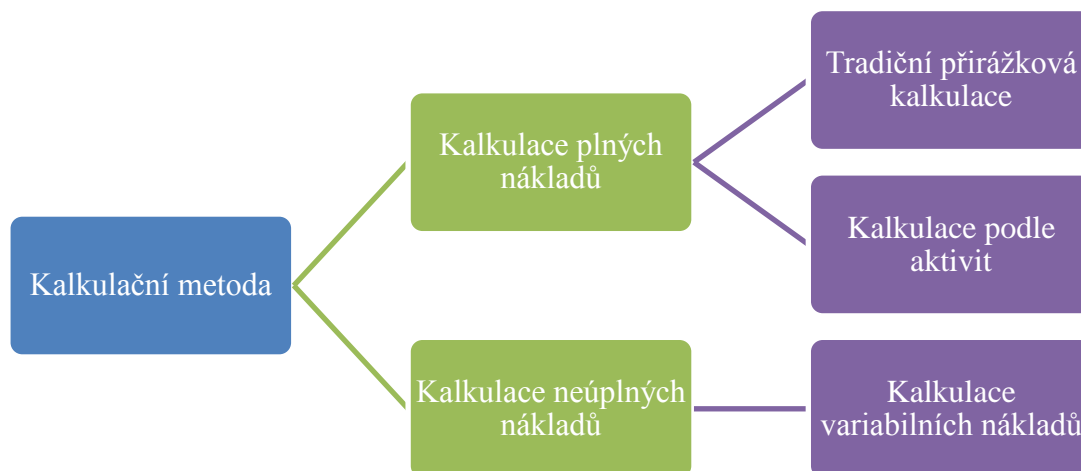 Kalkulační metoda
Kalkulace plných
nákladů
Tradiční přirážková
kalkulace
Kalkulace podle
aktivit
Kalkulace neúplných
nákladů
Kalkulace
variabilních nákladů